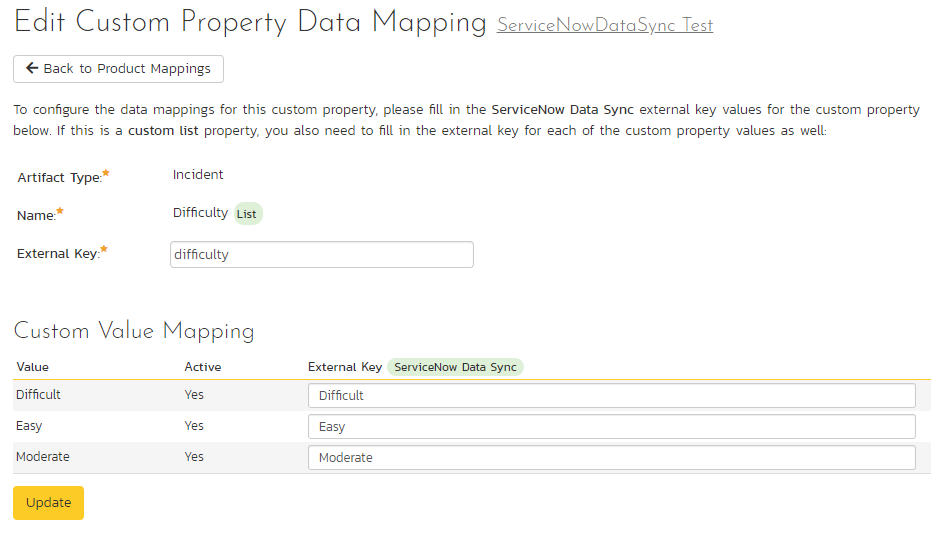 Edit Custom Property Data Mapping ServiceNowDataSync Test
Back to Product Mappings
To configure the data mappings for this custom property, please fill in the ServiceNow Data Sync external key values for the custom property
below. If this is a custom list property, you also need to fill in the external key for each of the custom property values as well:
Artifact Type:* Incident
Name:* Difficulty List
External Key:* difficulty
Custom Value Mapping
Value Active External Key ServiceNow Data Sync
Difficult Yes Difficult
Easy Yes Easy
Moderate Yes Moderate
Update